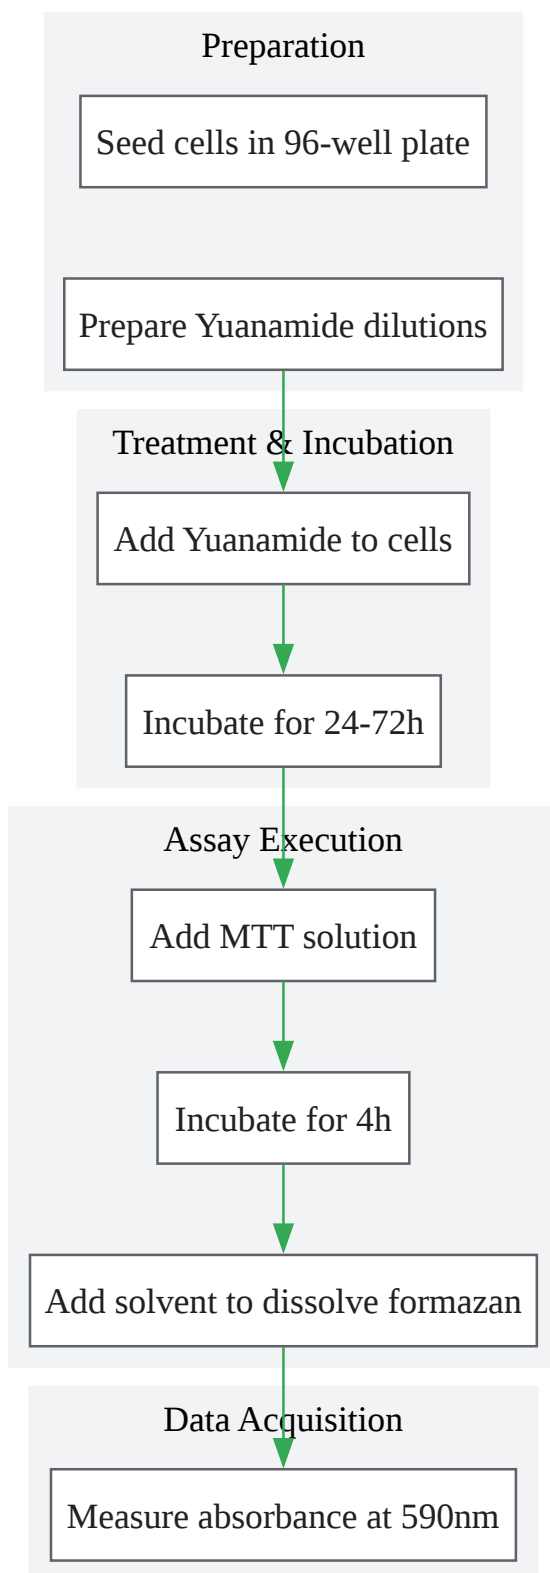 Preparation
Seed cells in 96-well plate
Prepare Yuanamide dilutions
Treatment & Incubation
Add Yuanamide to cells
Incubate for 24-72h
Assay Execution
Add MTT solution
Incubate for 4h
Add solvent to dissolve formazan
Data Acquisition
Measure absorbance at 590nm